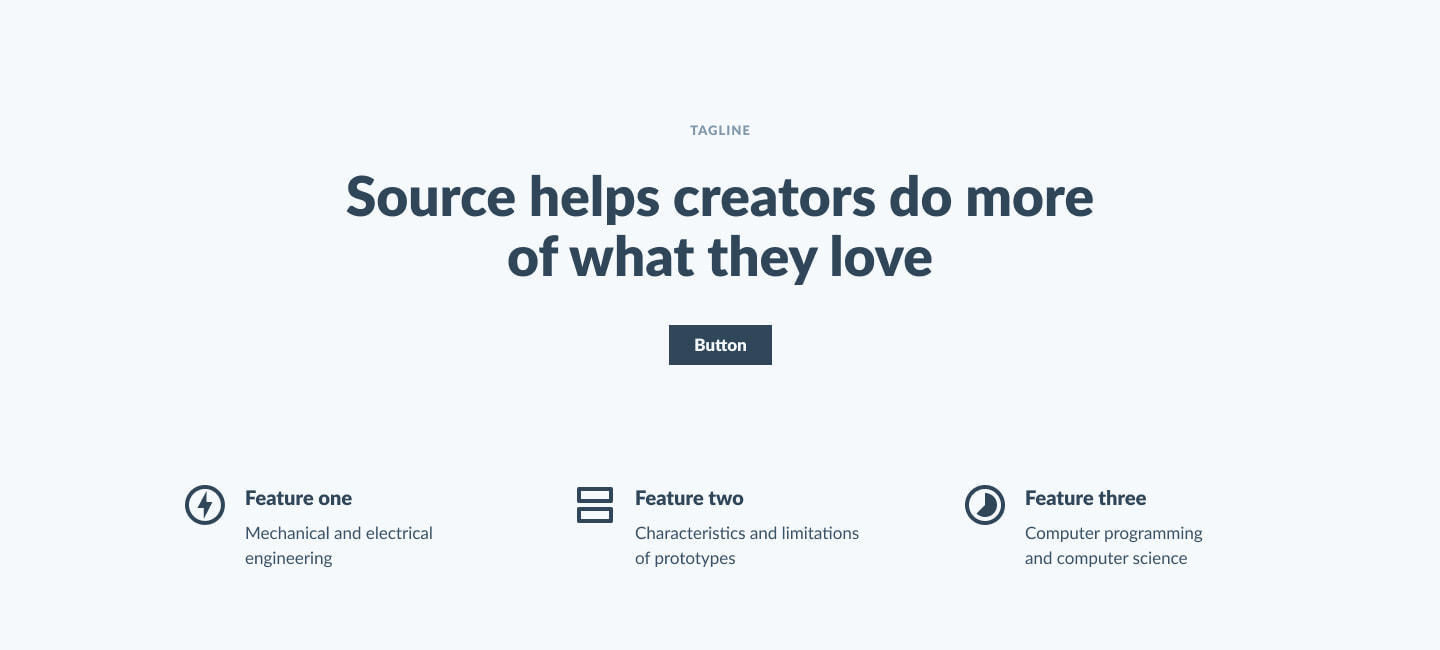 TAGLINE
Source helps creators do more
of what they love
Button
Feature one
Mechanical and electrical
engineering
Feature two
Characteristics and limitations
of prototypes
Feature three
Computer programming
and computer science